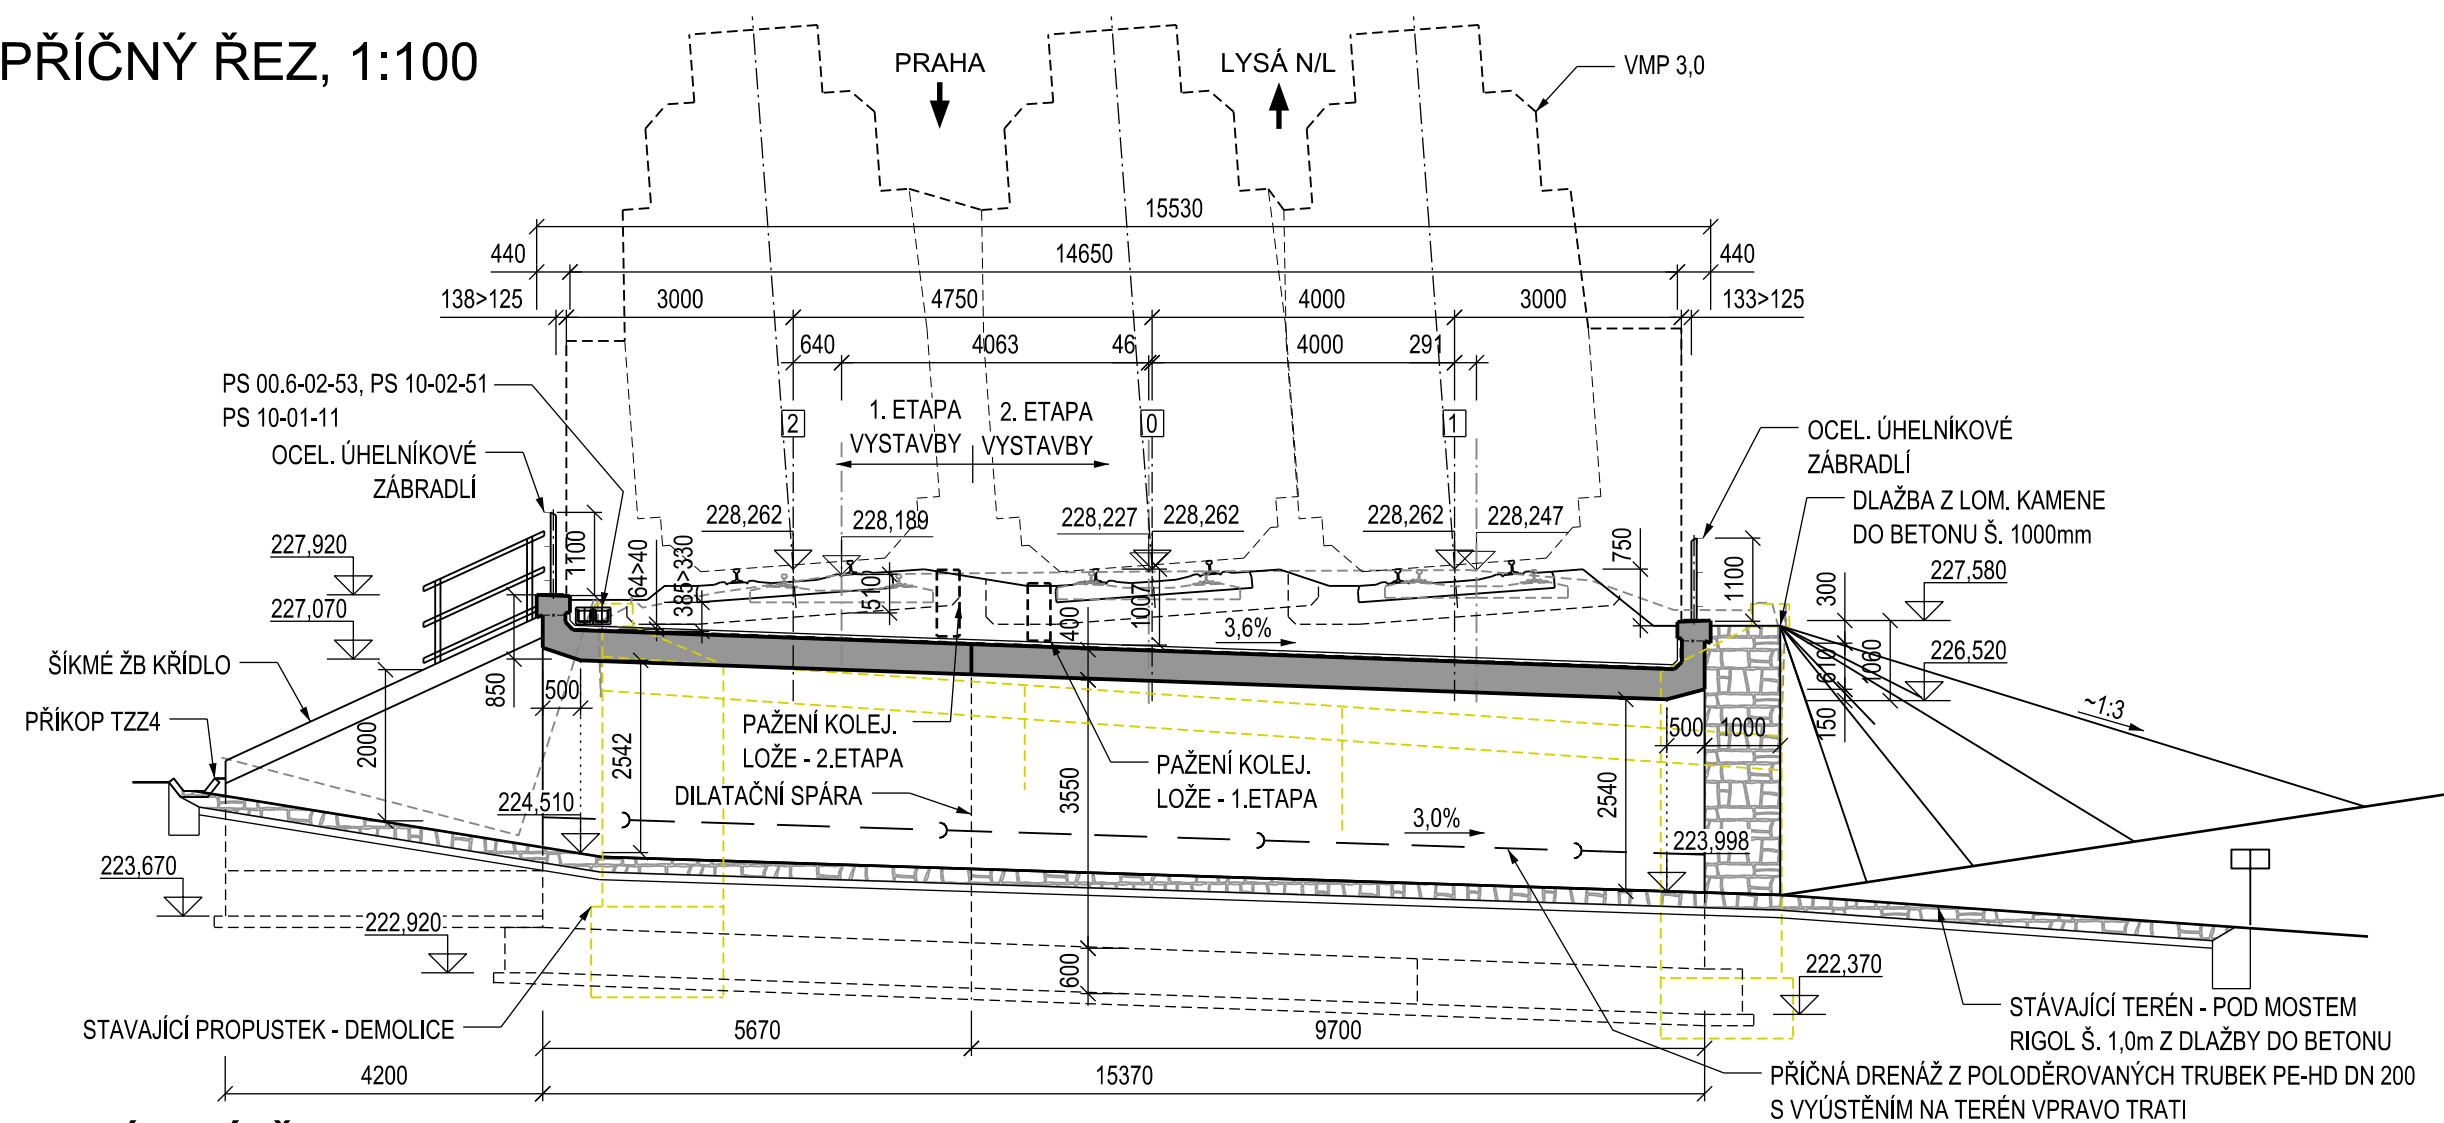 PŘÍČNÝ ŘEZ, 1:100
PRAHA
LYSÁ N/L
VMP 3,0
15530
440
14650
440
138>125
3000
4750
4000
3000
133>125
640
4063
46
4000
291
PS 00.6-02-53, PS 10-02-51
PS 10-01-11
OCEL. ÚHELNÍKOVÉ
ZÁBRADLÍ
2
1. ETAPA
VYSTAVBY
2. ETAPA
VYSTAVBY
0
1
OCEL. ÚHELNÍKOVÉ
ZÁBRADLÍ
DLAŽBA Z LOM. KAMENE
DO BETONU Š. 1000mm
228,262
228,189
228,227
228,262
228,262
228,247
227,920
227,070
1100
64>40
385>330
510
400
1007
3,6%
750
1100
300
227,580
610
1060
226,520
150
ŠÍKMÉ ŽB KŘÍDLO
PŘÍKOP TZZ4
850
500
2000
2542
PAŽENÍ KOLEJ.
LOŽE - 2.ETAPA
DILATAČNÍ SPÁRA
PAŽENÍ KOLEJ.
LOŽE - 1.ETAPA
3550
500
1000
~1:3
2540
224,510
3,0%
223,998
223,670
222,920
600
222,370
STAVAJÍCÍ PROPUSTEK - DEMOLICE
5670
9700
4200
15370
STÁVAJÍCÍ TERÉN - POD MOSTEM
RIGOL Š. 1,0m Z DLAŽBY DO BETONU
PŘÍČNÁ DRENÁŽ Z POLODĚROVANÝCH TRUBEK PE-HD DN 200
S VYÚSTĚNÍM NA TERÉN VPRAVO TRATI